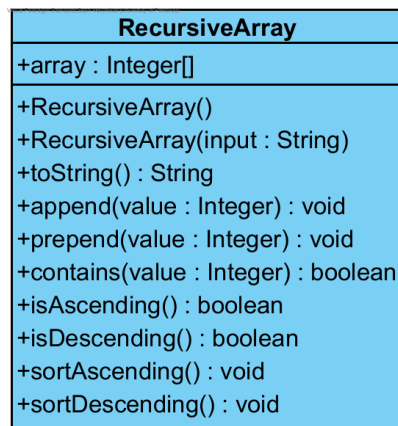 RecursiveArray
+array : Integer[]
+RecursiveArray()
+RecursiveArray(input : String)
+toString() : String
+append(value : Integer) : void
+prepend(value : Integer) : void
+contains(value : Integer) : boolean
+isAscending() : boolean
+isDescending() : boolean
+sortAscending() : void
+sortDescending() : void